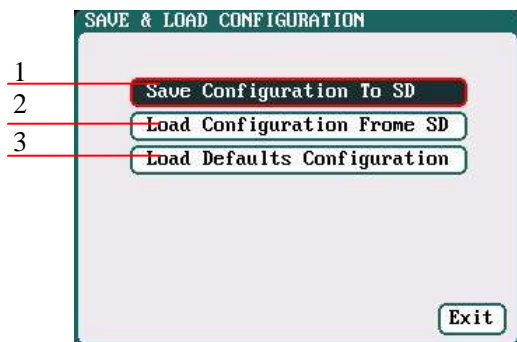 SAVE & LOAD CONFIGURATION
1
Save Configuration To SD
2
Load Configuration Frome SD
3
Load Defaults Configuration
Exit